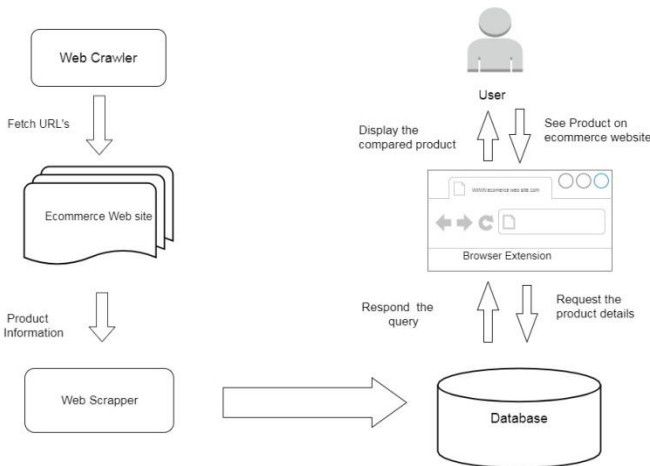 Web Crawler
Fetch URL's
Ecommerce Web site
Product
Information
Web Scrapper
User
Display the
compared product
See Product on
ecommerce website
WWW.ecomerce web site.com
Browser Extension
Respond the
query
Request the
product details
Database